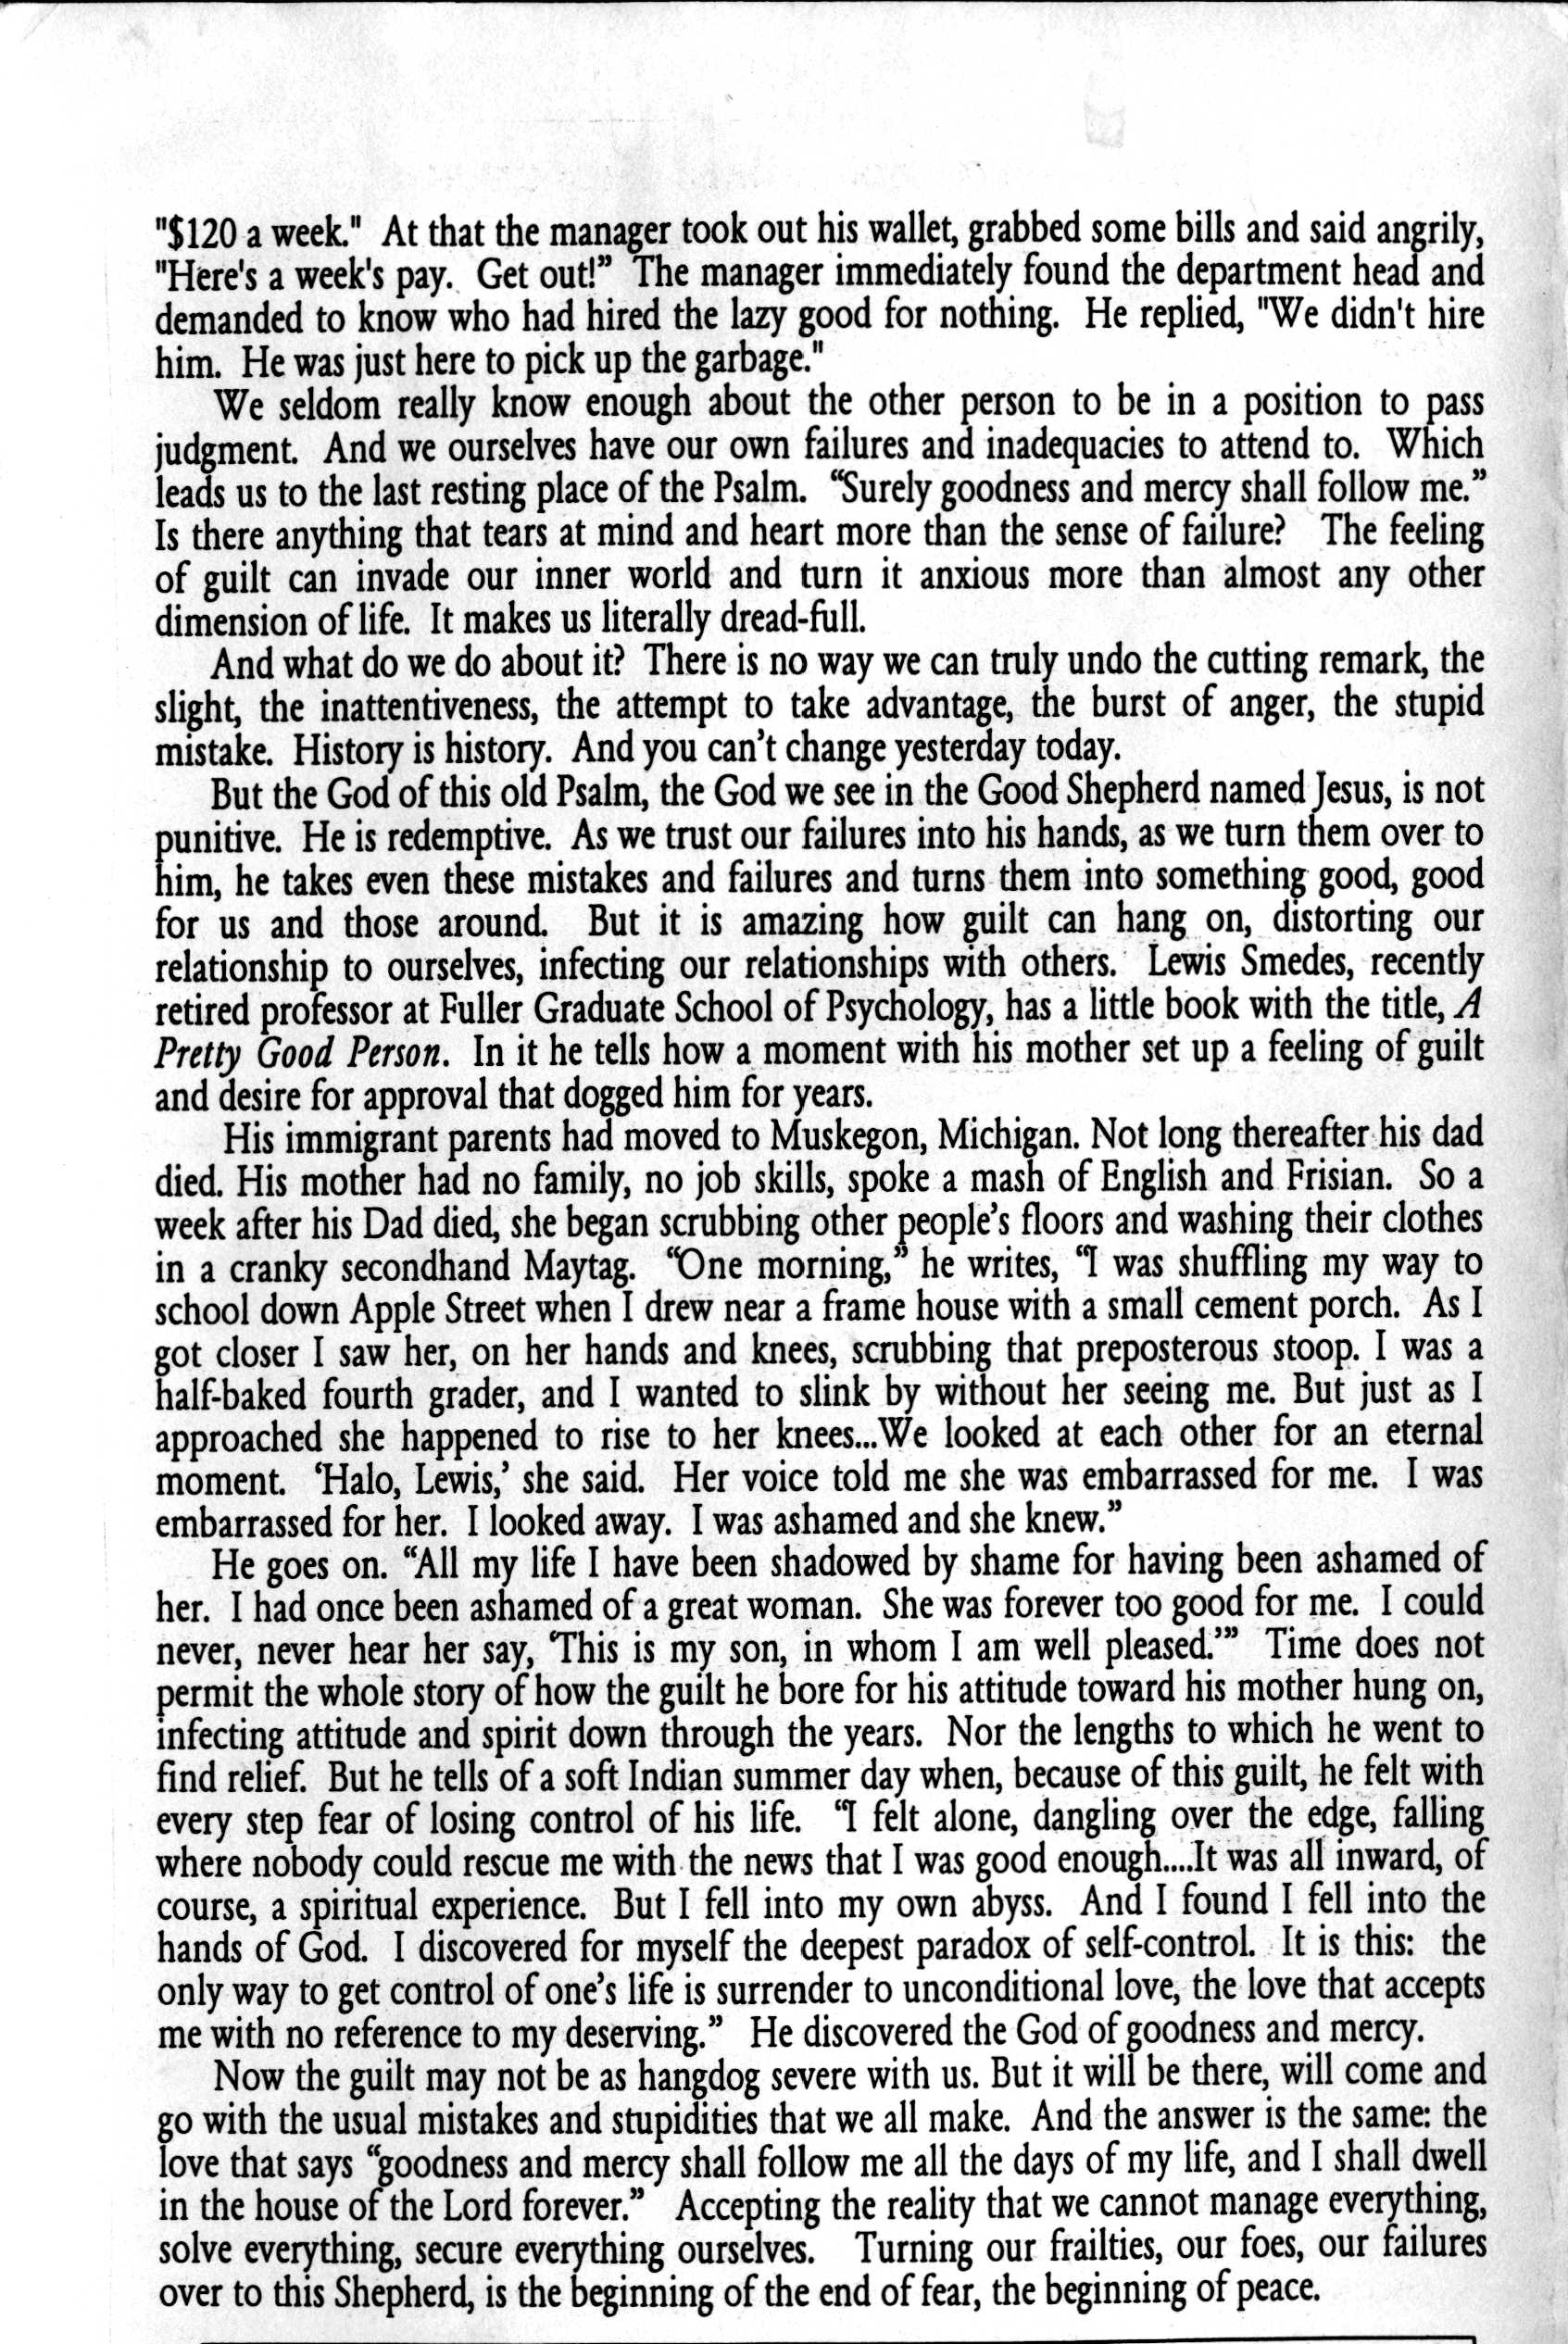 "$120 a week."  At that the manager took out his wallet, grabbed some bills and said angrily,
"Here's a week's pay.  Get out!”  The manager immediately found the department head and
demanded to know who had hired the lazy good for nothing.  He replied, "We didn't hire
him.  He was just here to pick up the garbage."
We seldom really know enough about the other person to be in a position to pass
judgment.  And we ourselves have our own failures and inadequacies to attend to.  Which
leads us to the last resting place of the Psalm.  “Surely goodness and mercy shall follow me.”
Is there anything that tears at mind and heart more than the sense of failure?  The feeling
of guilt can invade our inner world and turn it anxious more than almost any other
dimension of life.  It makes us literally dread-full.
And what do we do about it?  There is no way we can truly undo the cutting remark, the
slight, the inattentiveness, the attempt to take advantage, the burst of anger, the stupid
mistake.  History is history.  And you can’t change yesterday today.
But the God of this old Psalm, the God we see in the Good Shepherd named Jesus, is not
punitive.  He is redemptive.  As we trust our failures into his hands, as we turn them over to
him, he takes even these mistakes and failures and turns them into something good, good
for us and those around.  But it is amazing how guilt can hang on, distorting our
relationship to ourselves, infecting our relationships with others.  Lewis Smedes, recently
retired professor at Fuller Graduate School of Psychology, has a little book with the title, A
Pretty Good Person.  In it he tells how a moment with his mother set up a feeling of guilt
and desire for approval that dogged him for years.
His immigrant parents had moved to Muskegon, Michigan. Not long thereafter his dad
died. His mother had no family, no job skills, spoke a mash of English and Frisian.  So a
week after his Dad died, she began scrubbing other people’s floors and washing their clothes
in a cranky secondhand Maytag.  “One morning,” he writes, “I was shuffling my way to
school down Apple Street when I drew near a frame house with a small cement porch.  As I
got closer I saw her, on her hands and knees, scrubbing that preposterous stoop. I was a
half-baked fourth grader, and I wanted to slink by without her seeing me. But just as I
approached she happened to rise to her knees...We looked at each other for an eternal
moment.  ‘Halo, Lewis,’ she said.  Her voice told me she was embarrassed for me.  I was
embarrassed for her.  I looked away.  I was ashamed and she knew.”
He goes on. “All my life I have been shadowed by shame for having been ashamed of
her.  I had once been ashamed of a great woman.  She was forever too good for me.  I could
never, never hear her say, ‘This is my son, in whom I am well pleased.’”  Time does not
permit the whole story of how the guilt he bore for his attitude toward his mother hung on,
infecting attitude and spirit down through the years.  Nor the lengths to which he went to
find relief.  But he tells of a soft Indian summer day when, because of this guilt, he felt with
every step fear of losing control of his life.  “I felt alone, dangling over the edge, falling
where nobody could rescue me with the news that I was good enough....It was all inward, of
course, a spiritual experience.  But I fell into my own abyss.  And I found I fell into the
hands of God.  I discovered for myself the deepest paradox of self-control.  It is this:  the
only way to get control of one’s life is surrender to unconditional love, the love that accepts
me with no reference to my deserving.”  He discovered the God of goodness and mercy.
Now the guilt may not be as hangdog severe with us. But it will be there, will come and
go with the usual mistakes and stupidities that we all make.  And the answer is the same: the
love that says “goodness and mercy shall follow me all the days of my life, and I shall dwell
in the house of the Lord forever.”  Accepting the reality that we cannot manage everything,
solve everything, secure everything ourselves.  Turning our frailties, our foes, our failures
over to this Shepherd, is the beginning of the end of fear, the beginning of peace.